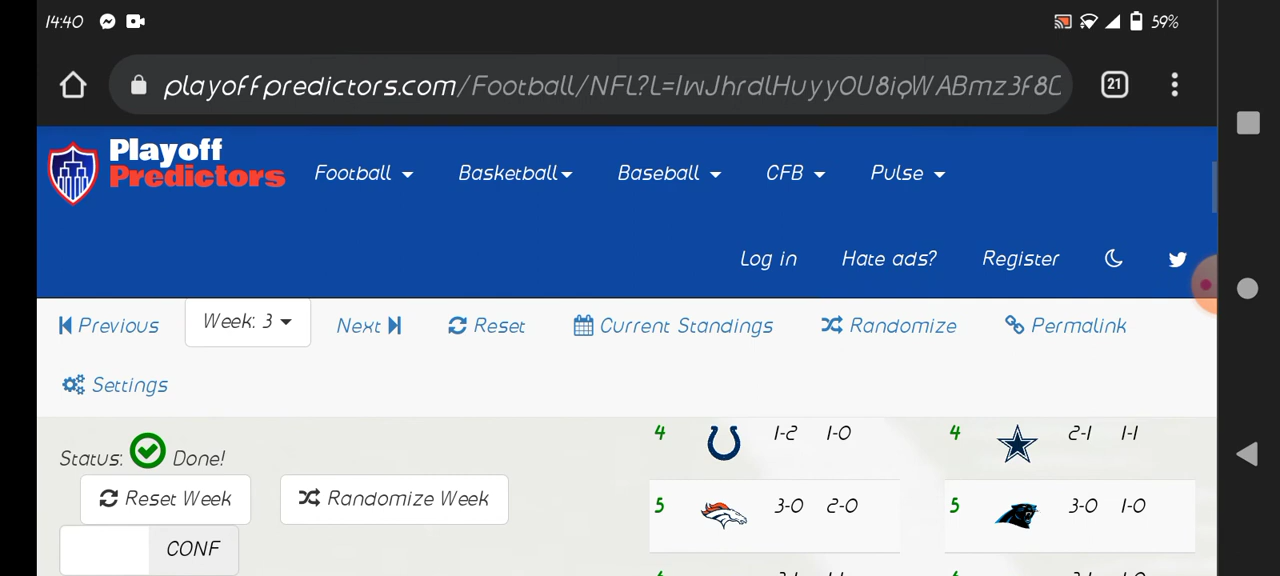 14:40 59%
playoffpredictors.com/Football/NFL?L=IwJhrdlHuyyOU8iqWABmz3f8
21
Playoff
Predictors
Football Basketball Baseball CFB Pulse
Log in Hate ads? Register
Previous Week: 3 Next Reset Current Standings Randomize Permalink
Settings
4 1-2 1-0 4 2-1 1-1
Status: Done!
Reset Week Randomize Week
5 3-0 2-0 5 3-0 1-0
CONF